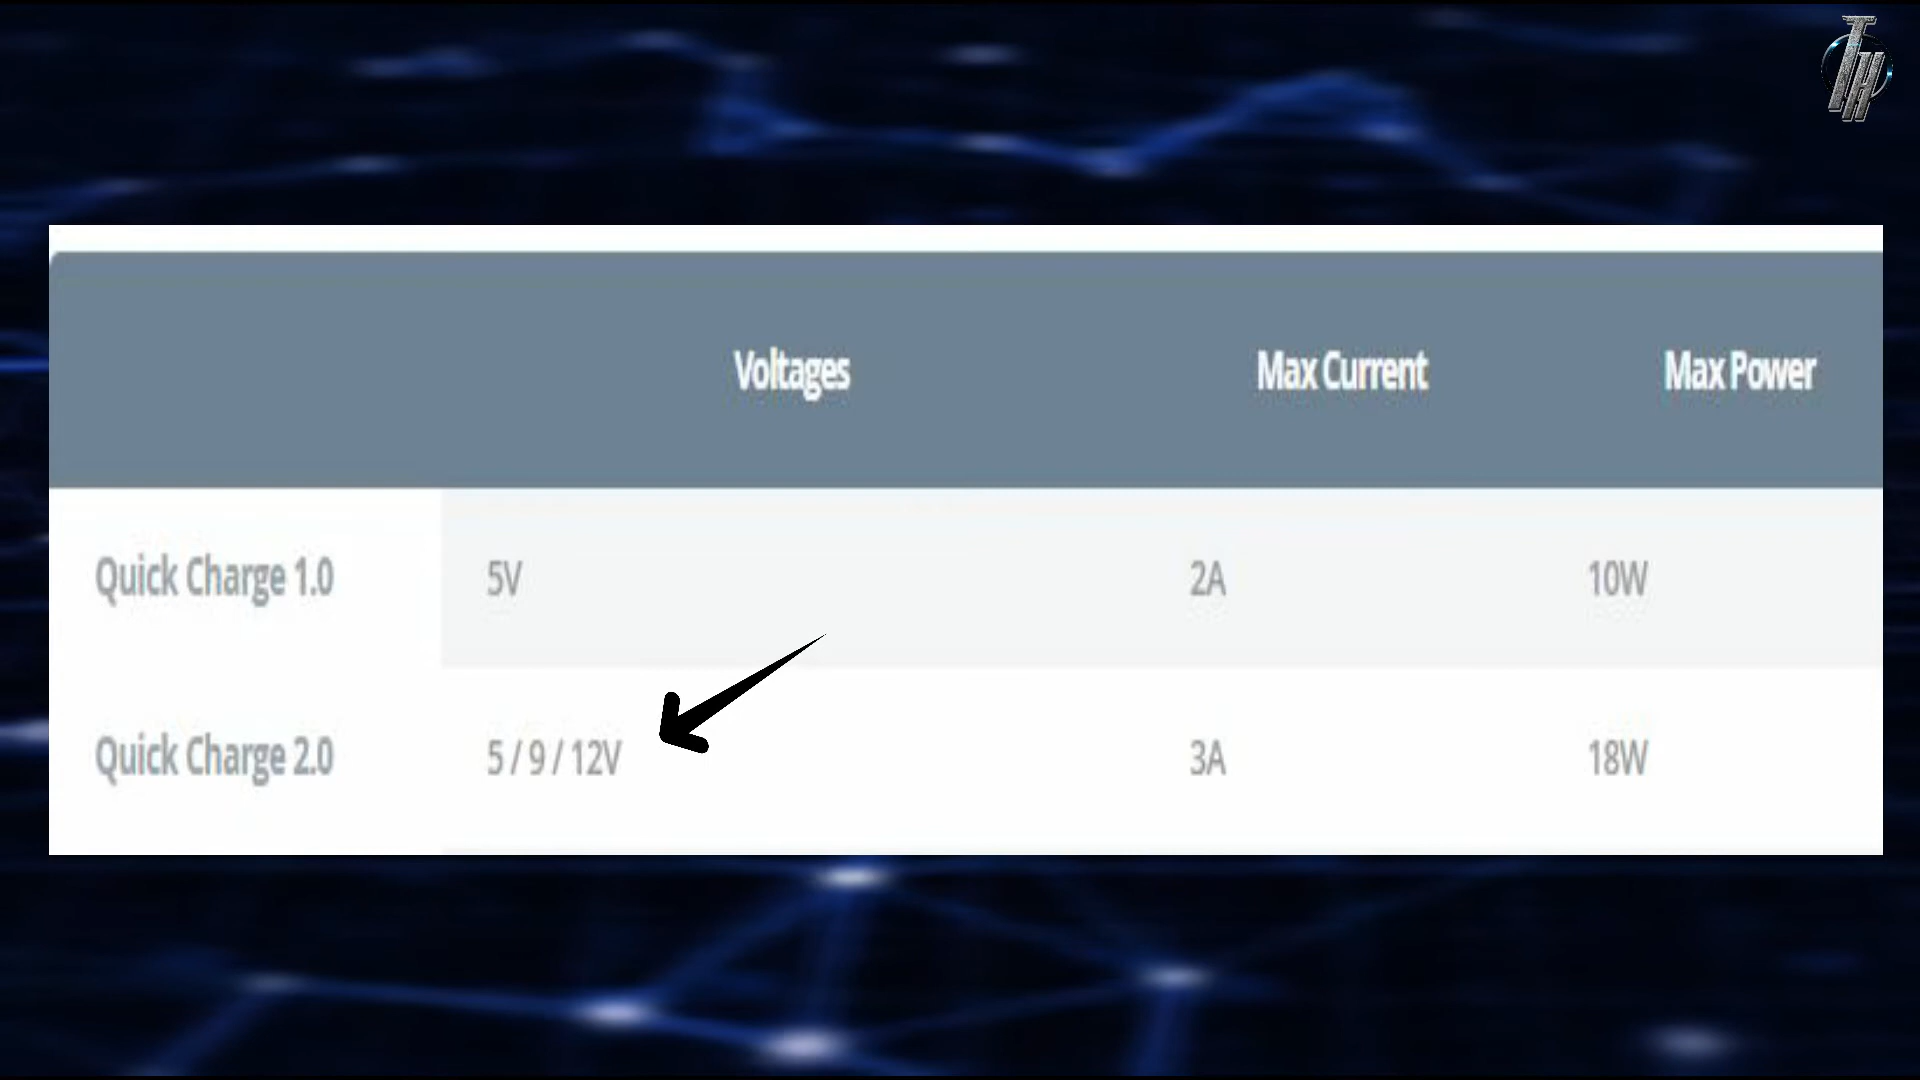 TH
Voltages Max Current Max Power
Quick Charge 1.0 5V 2A 10W
Quick Charge 2.0 5 / 9 / 12V 3A 18W